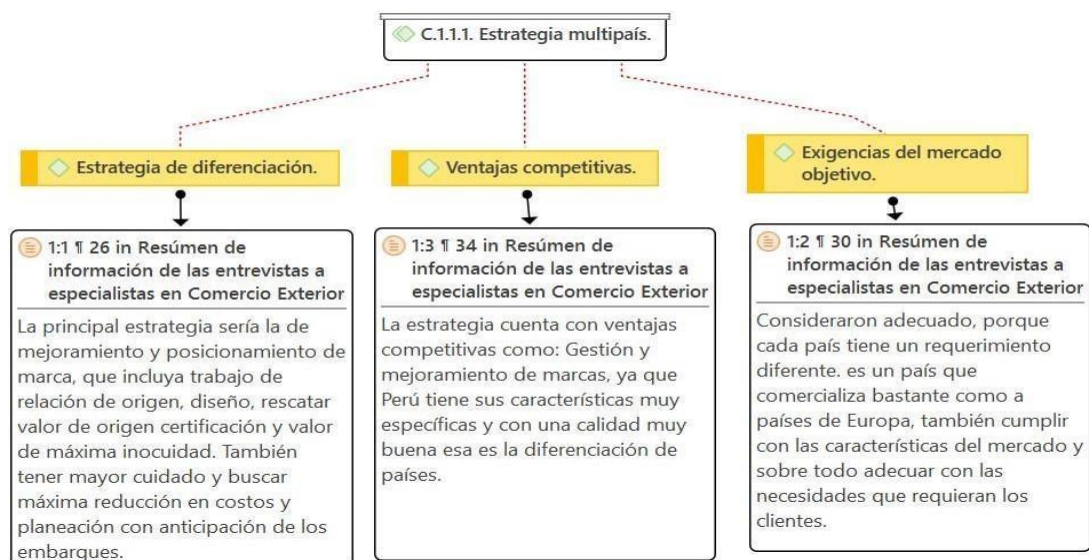 C.1.1.1. Estrategia multipaís.
Estrategia de diferenciación.
1:1 ¶ 26 in Resúmen de
información de las entrevistas a
especialistas en Comercio Exterior
La principal estrategia sería la de
mejoramiento y posicionamiento de
marca, que incluya trabajo de
relación de origen, diseño, rescatar
valor de origen certificación y valor
de máxima inocuidad. También
tener mayor cuidado y buscar
máxima reducción en costos y
planeación con anticipación de los
embarques.
Ventajas competitivas.
1:3 ¶ 34 in Resúmen de
información de las entrevistas a
especialistas en Comercio Exterior
La estrategia cuenta con ventajas
competitivas como: Gestión y
mejoramiento de marcas, ya que
Perú tiene sus características muy
específicas y con una calidad muy
buena esa es la diferenciación de
países.
Exigencias del mercado
objetivo.
1:2 ¶ 30 in Resúmen de
información de las entrevistas a
especialistas en Comercio Exterior
Consideraron adecuado, porque
cada país tiene un requerimiento
diferente. es un país que
comercializa bastante como a
países de Europa, también cumplir
con las características del mercado y
sobre todo adecuar con las
necesidades que requieran los
clientes.